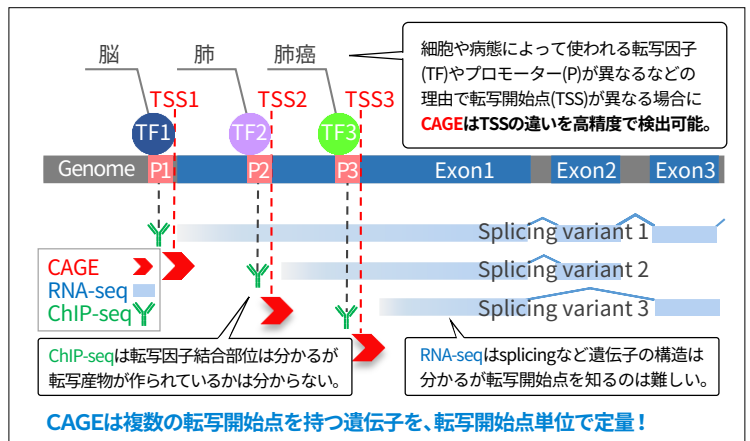 脳
肺
肺癌
TSS1
TSS2
TSS3
TF1
TF2
TF3
細胞や病態によって使われる転写因子
(TF)やプロモーター(P)が異なるなどの
理由で転写開始点(TSS)が異なる場合に
CAGEはTSSの違いを高精度で検出可能。
Genome
P1
P2
P3
Exon1
Exon2
Exon3
Splicing variant 1
Splicing variant 2
Splicing variant 3
CAGE
RNA-seq
ChIP-seq
ChIP-seqは転写因子結合部位は分かるが
転写産物が作られているかは分からない。
RNA-seqはsplicingなど遺伝子の構造は
分かるが転写開始点を知るのは難しい。
CAGEは複数の転写開始点を持つ遺伝子を、転写開始点単位で定量！